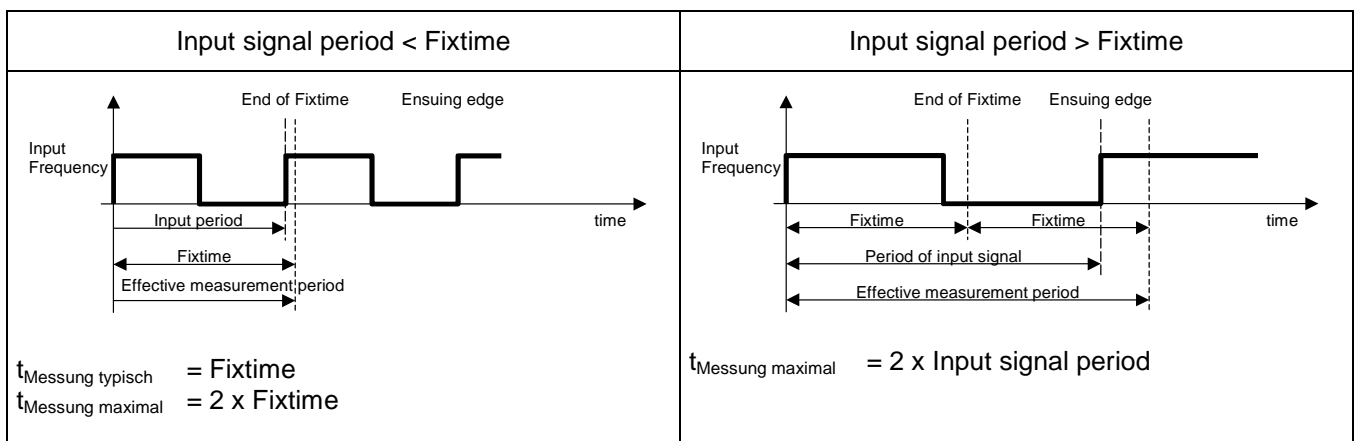 Input signal period < Fixtime
Input signal period > Fixtime
End of Fixtime Ensuing edge
Input
Frequency
time
Input period
Fixtime
Effective measurement period
tMessung typisch = Fixtime
tMessung maximal = 2 x Fixtime
End of Fixtime Ensuing edge
Input
Frequency
time
Fixtime Fixtime
Period of input signal
Effective measurement period
tMessung maximal = 2 x Input signal period